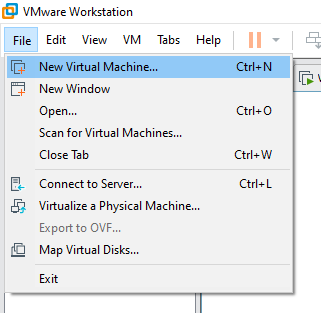 VMware Workstation
File Edit View VM Tabs Help
New Virtual Machine... Ctrl+N
New Window
Open... Ctrl+O
Scan for Virtual Machines...
Close Tab Ctrl+W
Connect to Server... Ctrl+L
Virtualize a Physical Machine...
Export to OVF...
Map Virtual Disks...
Exit